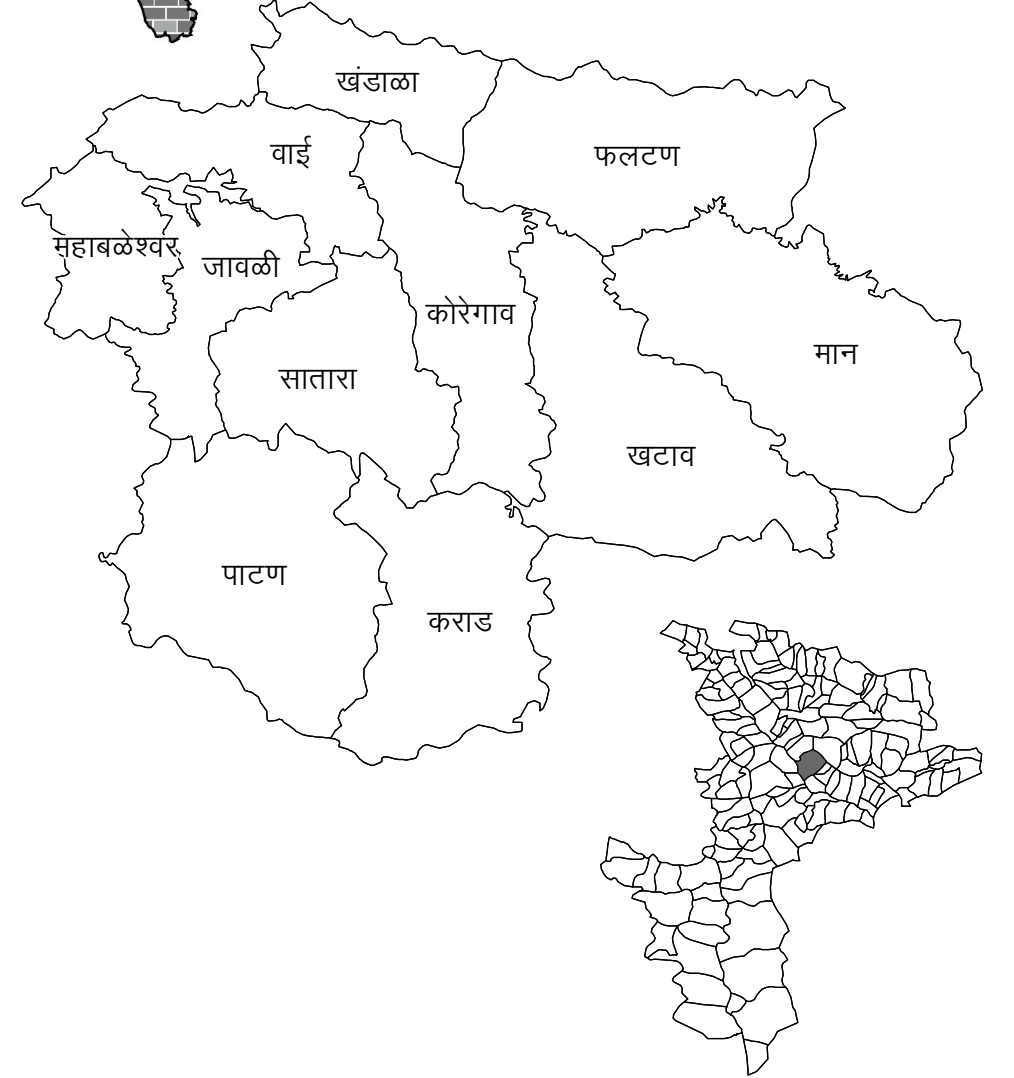 खंडाळा
वाई
फलटण
महाबळेश्वर
जावळी
कोरेगाव
मान
सातारा
खटाव
पाटण
कराड